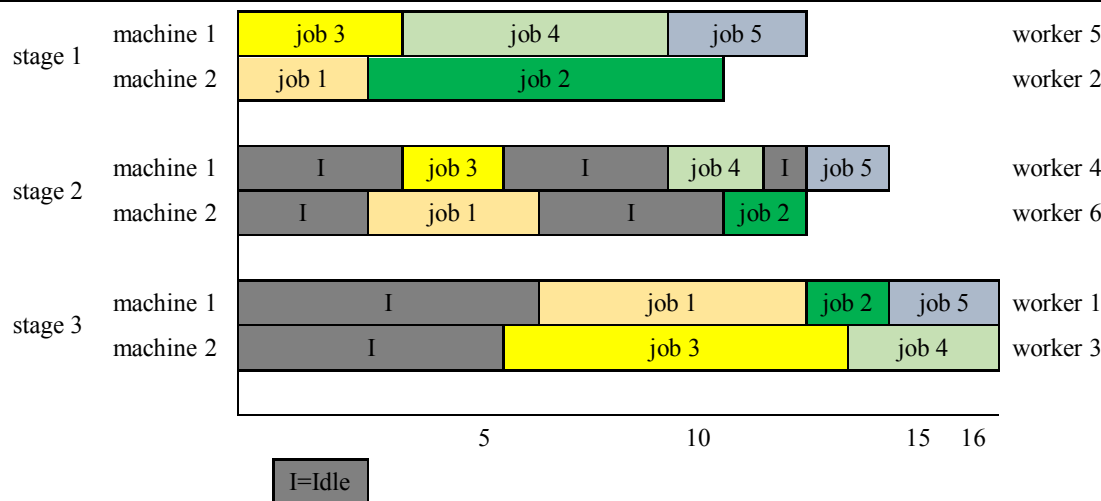 machine 1 job 3 job 4 job 5 worker 5
stage 1
machine 2 job 1 job 2 worker 2
machine 1 I job 3 I job 4 I job 5 worker 4
stage 2
machine 2 I job 1 I job 2 worker 6
machine 1 I job 1 job 2 job 5 worker 1
stage 3
machine 2 I job 3 job 4 worker 3
5 10 15 16
I=Idle